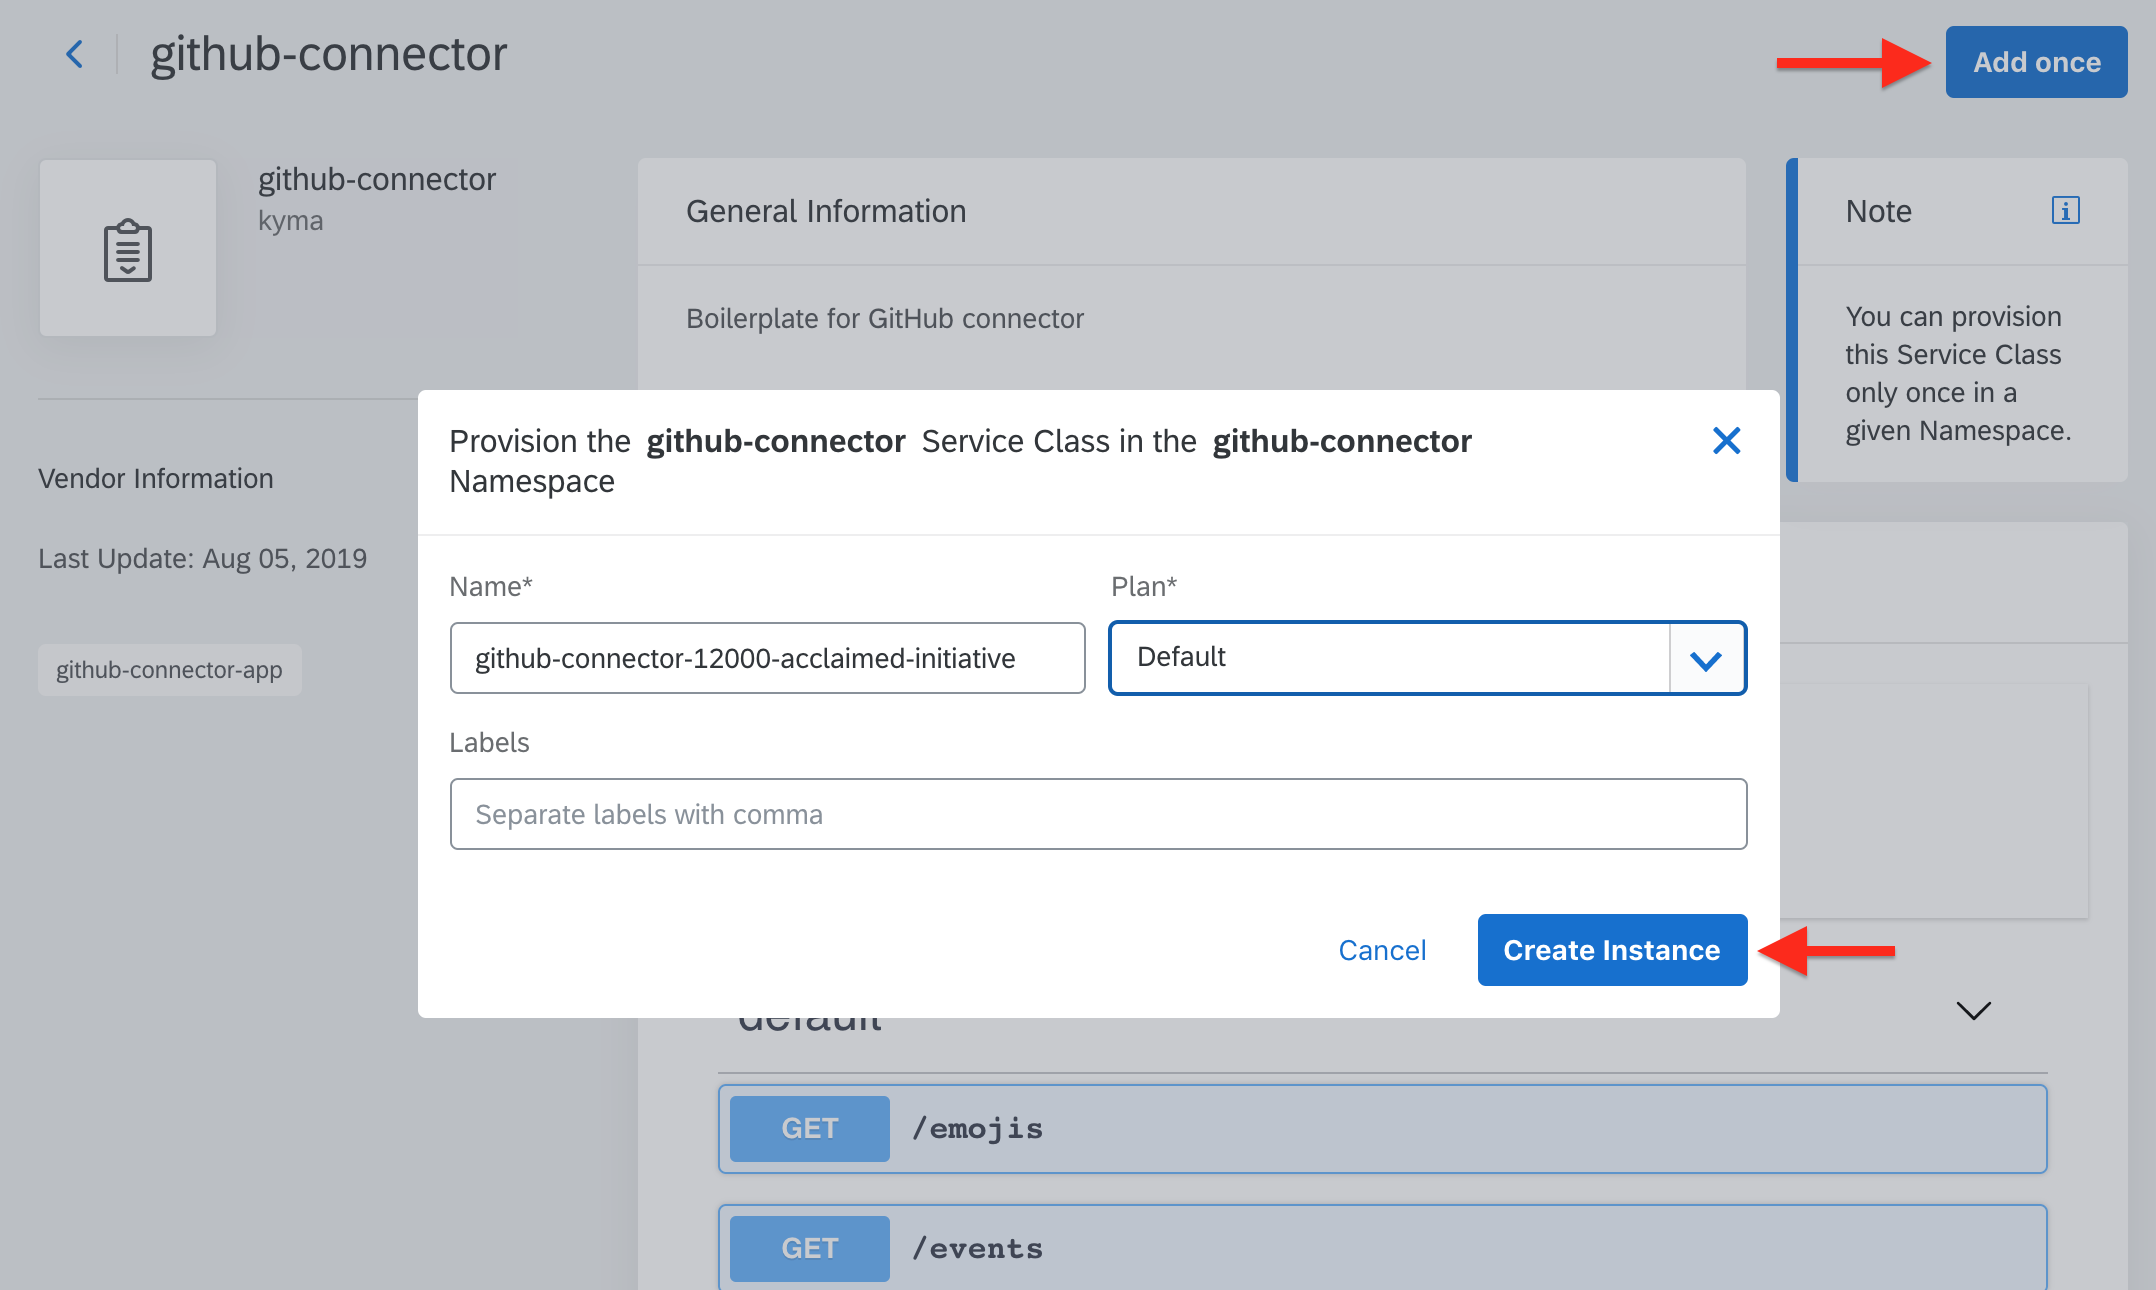 github-connector
Add once
github-connector
kyma
General Information
Boilerplate for GitHub connector
Note
You can provision
this Service Class
only once in a
given Namespace.
Vendor Information
Last Update: Aug 05, 2019
github-connector-app
Provision the github-connector Service Class in the github-connector
Namespace
Name*
Plan*
github-connector-12000-acclaimed-initiative
Default
Labels
Separate labels with comma
Cancel
Create Instance
default
GET /emojis
GET /events